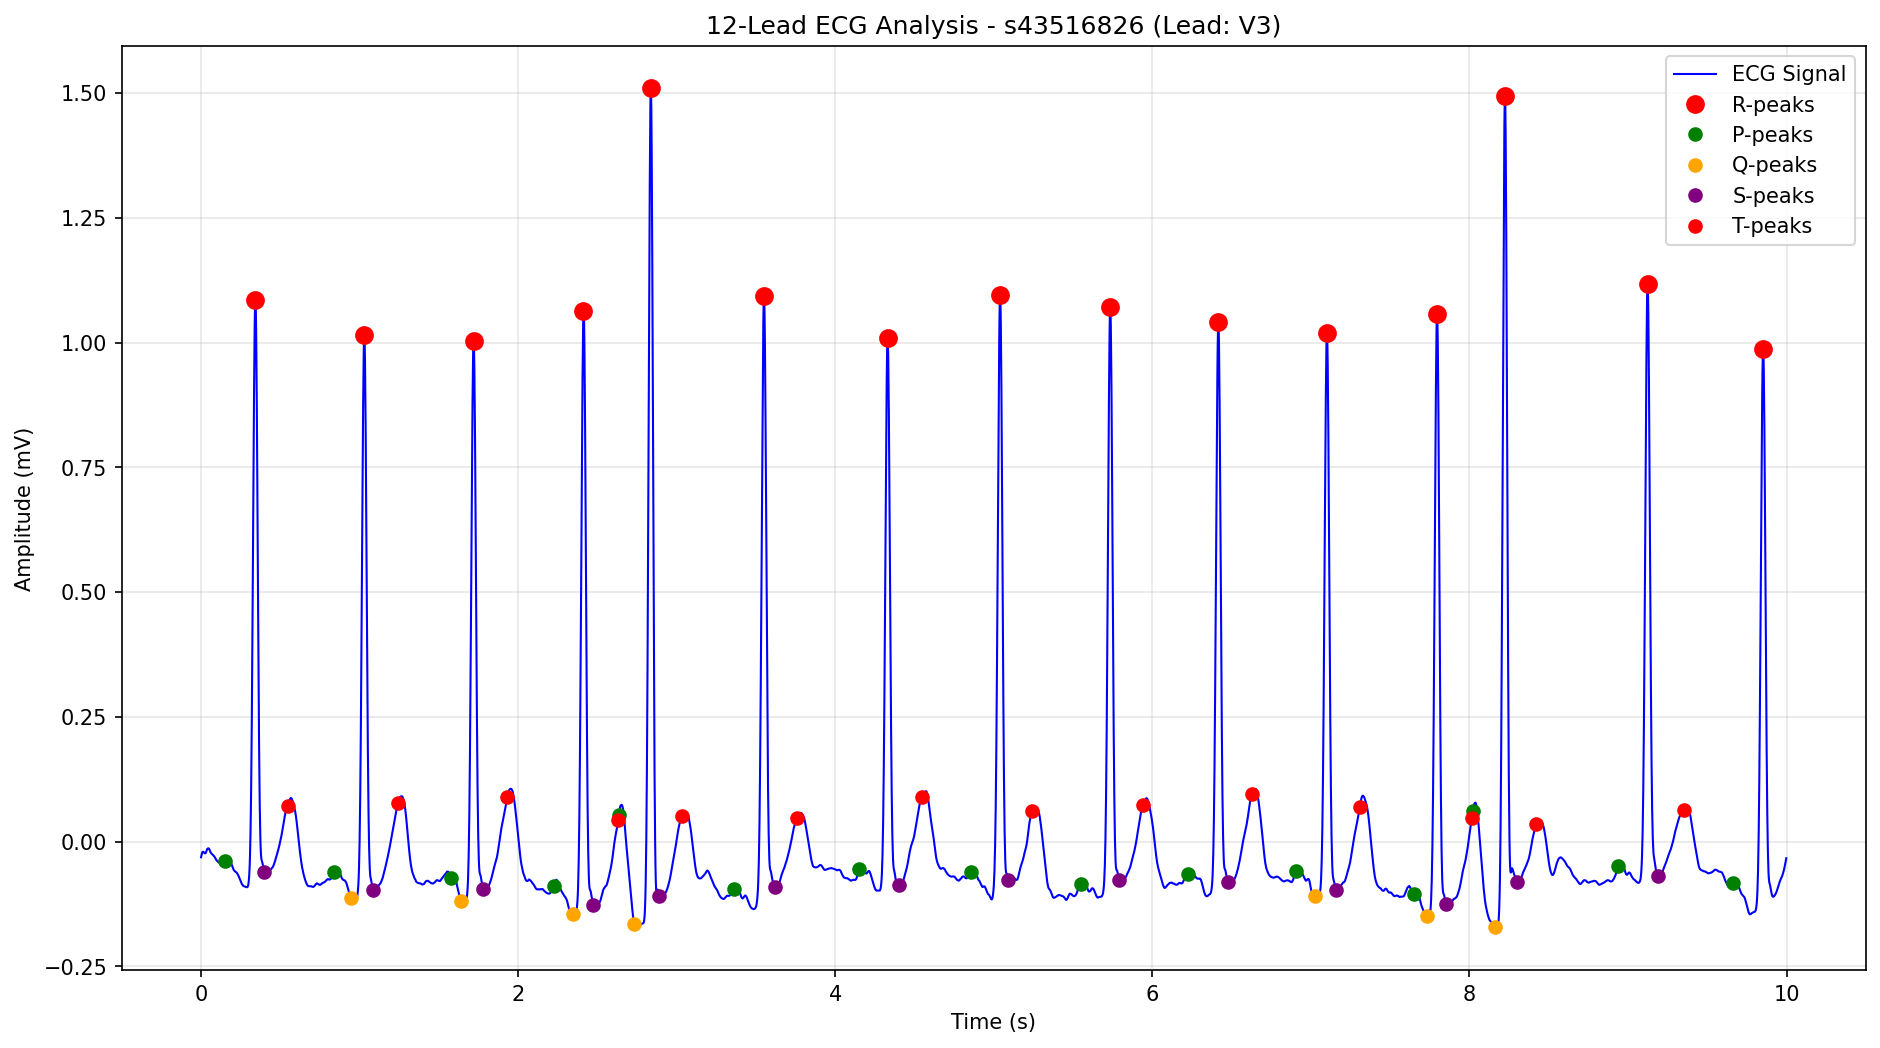 12-Lead ECG Analysis - s43516826 (Lead: V3)
ECG Signal
R-peaks
P-peaks
Q-peaks
S-peaks
T-peaks
1.50
1.25
1.00
0.75
0.50
0.25
0.00
−0.25
Amplitude (mV)
0 2 4 6 8 10
Time (s)